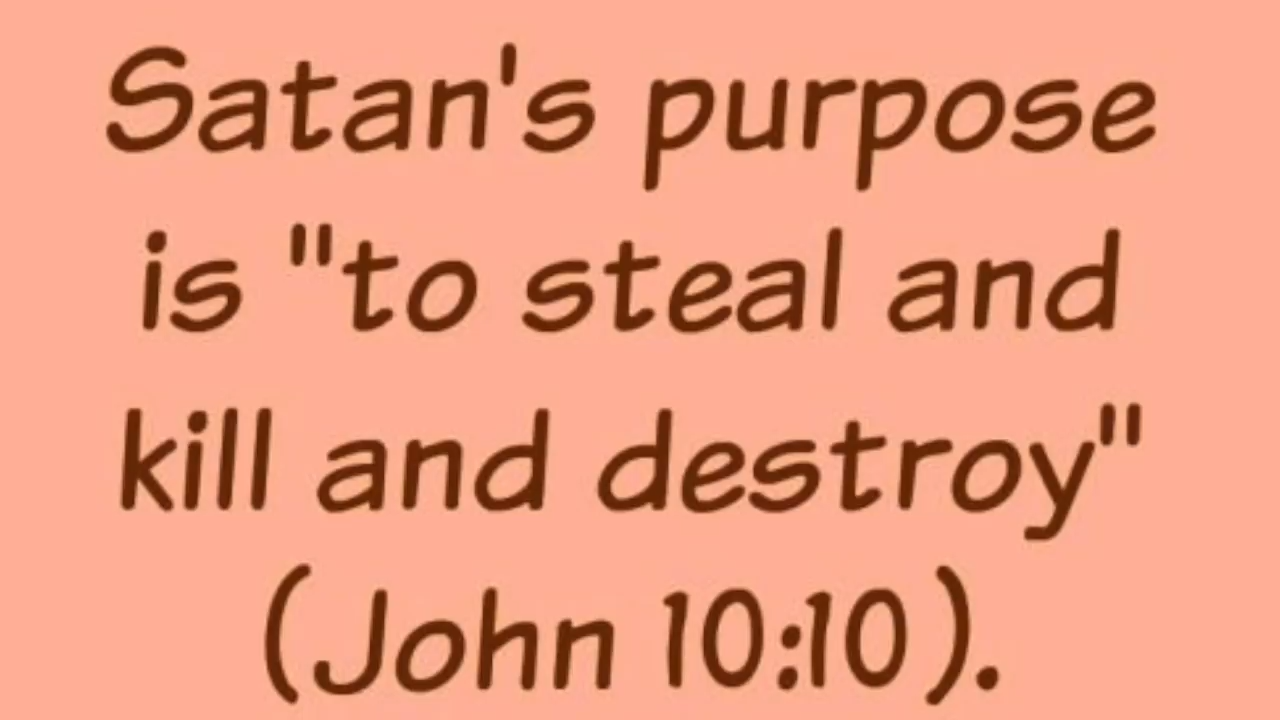 Satan's purpose
is "to steal and
kill and destroy"
(John 10:10).